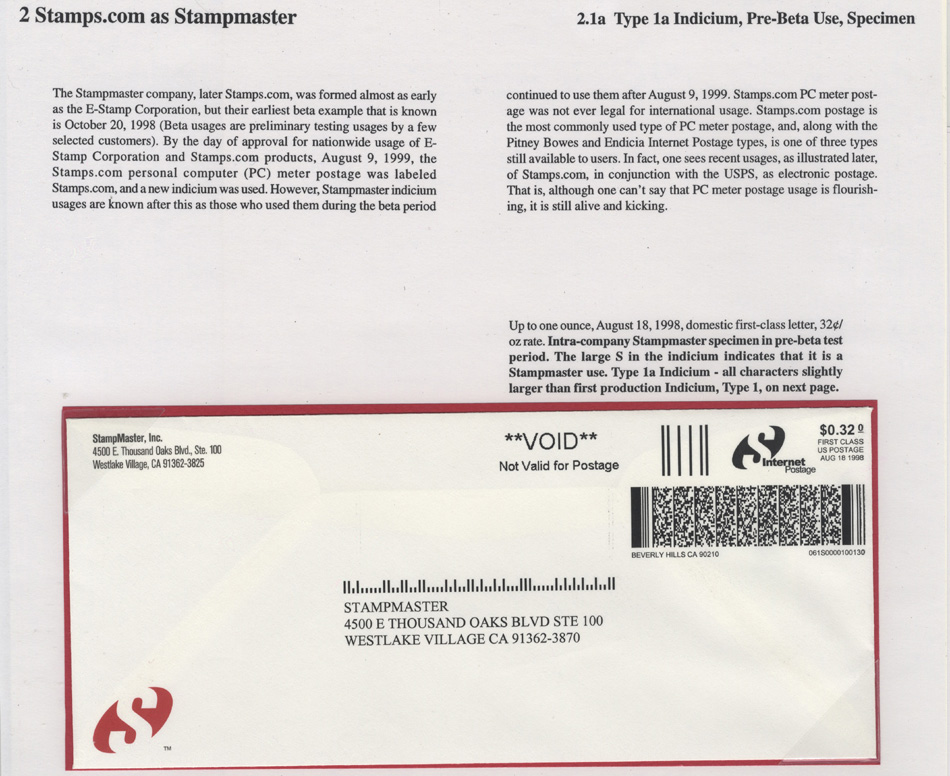 2 Stamps.com as Stampmaster
2.1a Type 1a Indicium, Pre-Beta Use, Specimen
The Stampmaster company, later Stamps.com, was formed almost as early
as the E-Stamp Corporation, but their earliest beta example that is known
is October 20, 1998 (Beta usages are preliminary testing usages by a few
selected customers). By the day of approval for nationwide usage of E-
Stamp Corporation and Stamps.com products, August 9, 1999, the
Stamps.com personal computer (PC) meter postage was labeled
Stamps.com, and a new indicium was used. However, Stampmaster indicium
usages are known after this as those who used them during the beta period
continued to use them after August 9, 1999. Stamps.com PC meter post-
age was not ever legal for international usage. Stamps.com postage is
the most commonly used type of PC meter postage, and, along with the
Pitney Bowes and Endicia Internet Postage types, is one of three types
still available to users. In fact, one sees recent usages, as illustrated later,
of Stamps.com, in conjunction with the USPS, as electronic postage.
That is, although one can't say that PC meter postage usage is flourish-
ing, it is still alive and kicking.
Up to one ounce, August 18, 1998, domestic first-class letter, 32¢/
oz rate. Intra-company Stampmaster specimen in pre-beta test
period. The large S in the indicium indicates that it is a
Stampmaster use. Type 1a Indicium - all characters slightly
larger than first production Indicium, Type 1, on next page.
StampMaster, Inc.
4500 E. Thousand Oaks Blvd., Ste. 100
Westlake Village, CA 91362-3825
**VOID**
Not Valid for Postage
S
Internet
Postage
$0.32 0
FIRST CLASS
US POSTAGE
AUG 18 1998
BEVERLY HILLS CA 90210
061S0000100130
STAMPMASTER
4500 E THOUSAND OAKS BLVD STE 100
WESTLAKE VILLAGE CA 91362-3870
S
TM